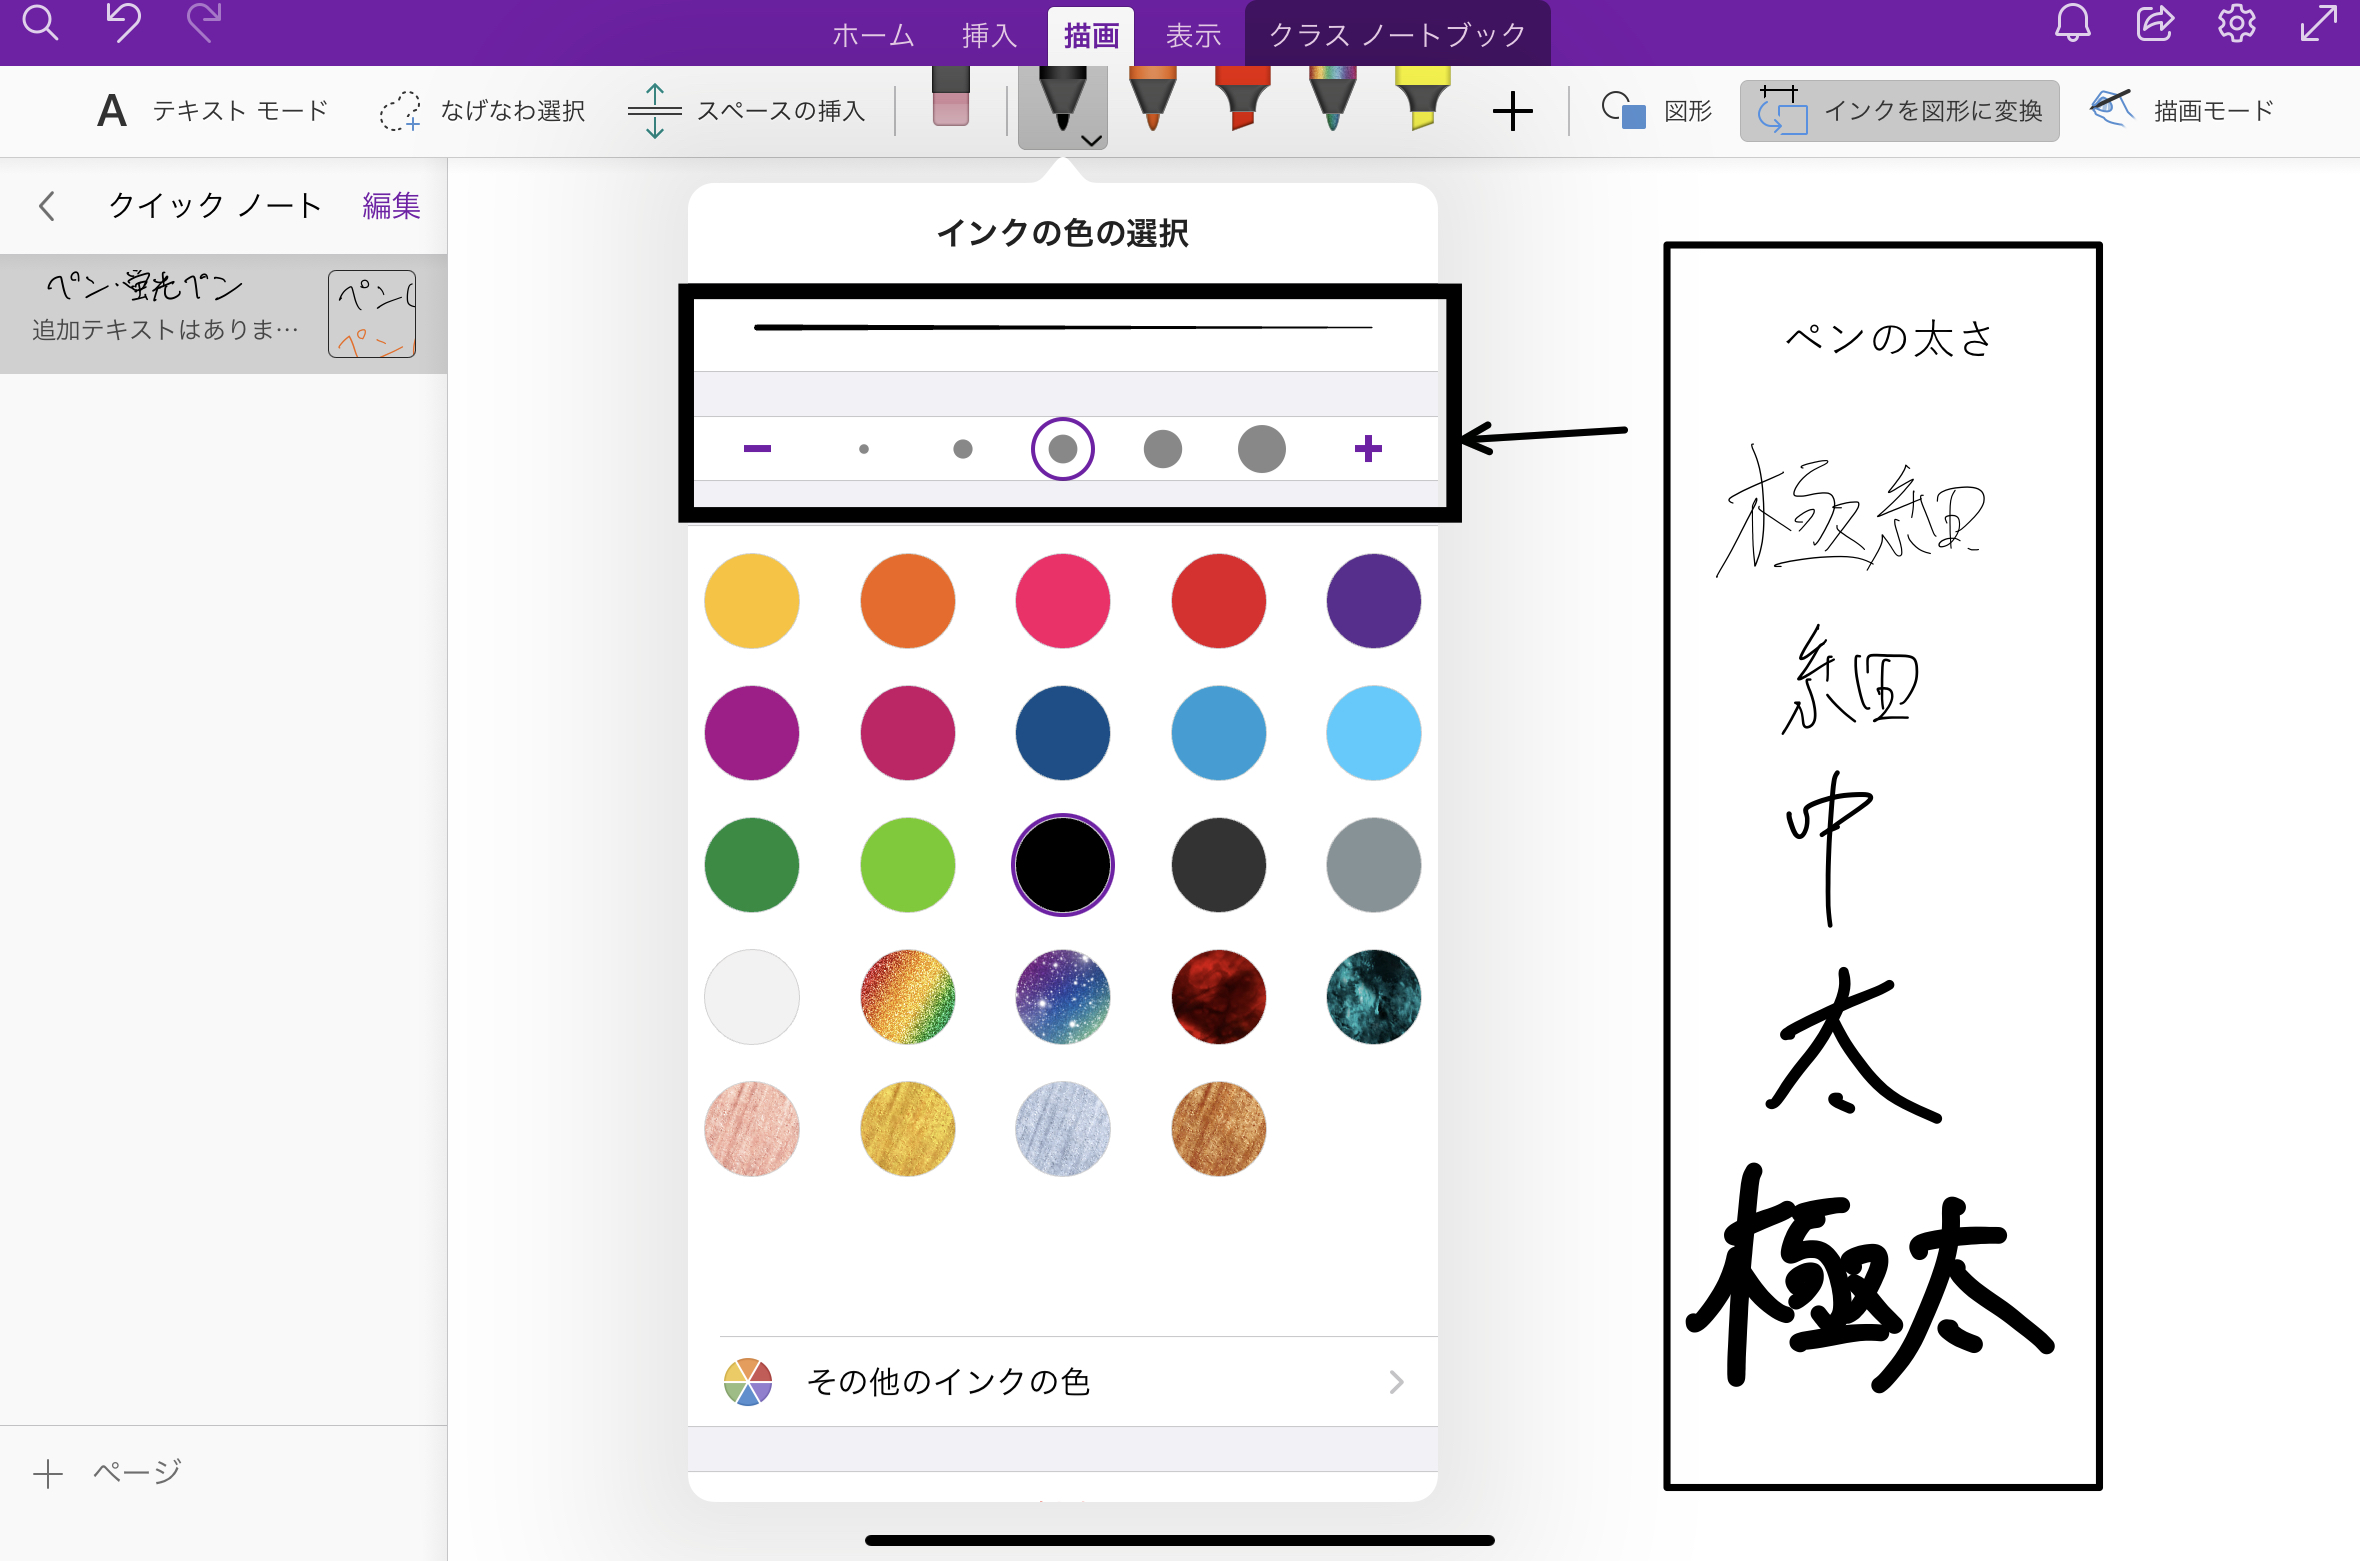 ホーム 挿入 描画 表示 クラス ノートブック
A テキスト モード なげなわ選択 スペースの挿入 図形 インクを図形に変換 描画モード
クイック ノート 編集
ペン・蛍光ペン
追加テキストはありま…
ペン
ペン
ページ
インクの色の選択
その他のインクの色
ペンの太さ
極細
細
中
太
極太